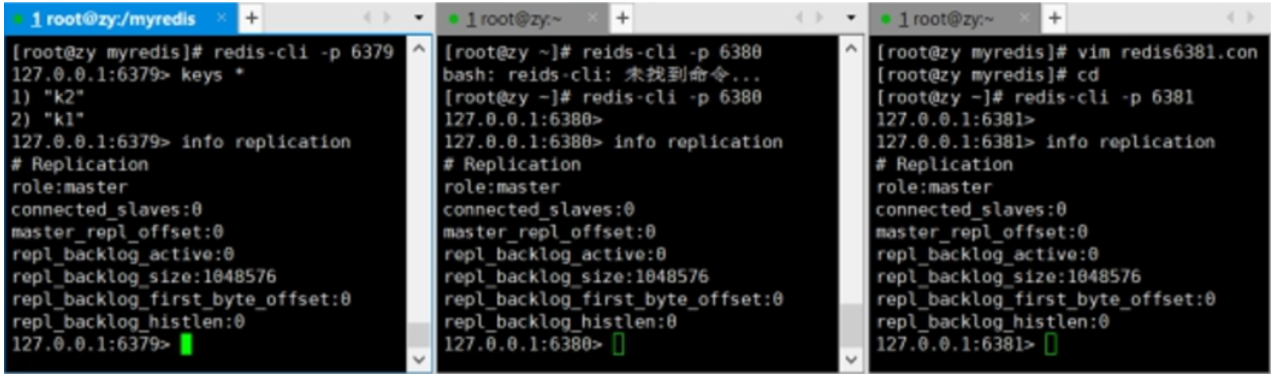 1 root@zy:/myredis × +
[root@zy myredis]# redis-cli -p 6379
127.0.0.1:6379> keys *
1) "k2"
2) "k1"
127.0.0.1:6379> info replication
# Replication
role:master
connected_slaves:0
master_repl_offset:0
repl_backlog_active:0
repl_backlog_size:1048576
repl_backlog_first_byte_offset:0
repl_backlog_histlen:0
127.0.0.1:6379>
1 root@zy:~ × +
[root@zy ~]# reids-cli -p 6380
bash: reids-cli: 未找到命令...
[root@zy ~]# redis-cli -p 6380
127.0.0.1:6380>
127.0.0.1:6380> info replication
# Replication
role:master
connected_slaves:0
master_repl_offset:0
repl_backlog_active:0
repl_backlog_size:1048576
repl_backlog_first_byte_offset:0
repl_backlog_histlen:0
127.0.0.1:6380>
1 root@zy:~ × +
[root@zy myredis]# vim redis6381.con
[root@zy myredis]# cd
[root@zy ~]# redis-cli -p 6381
127.0.0.1:6381>
127.0.0.1:6381> info replication
# Replication
role:master
connected_slaves:0
master_repl_offset:0
repl_backlog_active:0
repl_backlog_size:1048576
repl_backlog_first_byte_offset:0
repl_backlog_histlen:0
127.0.0.1:6381>